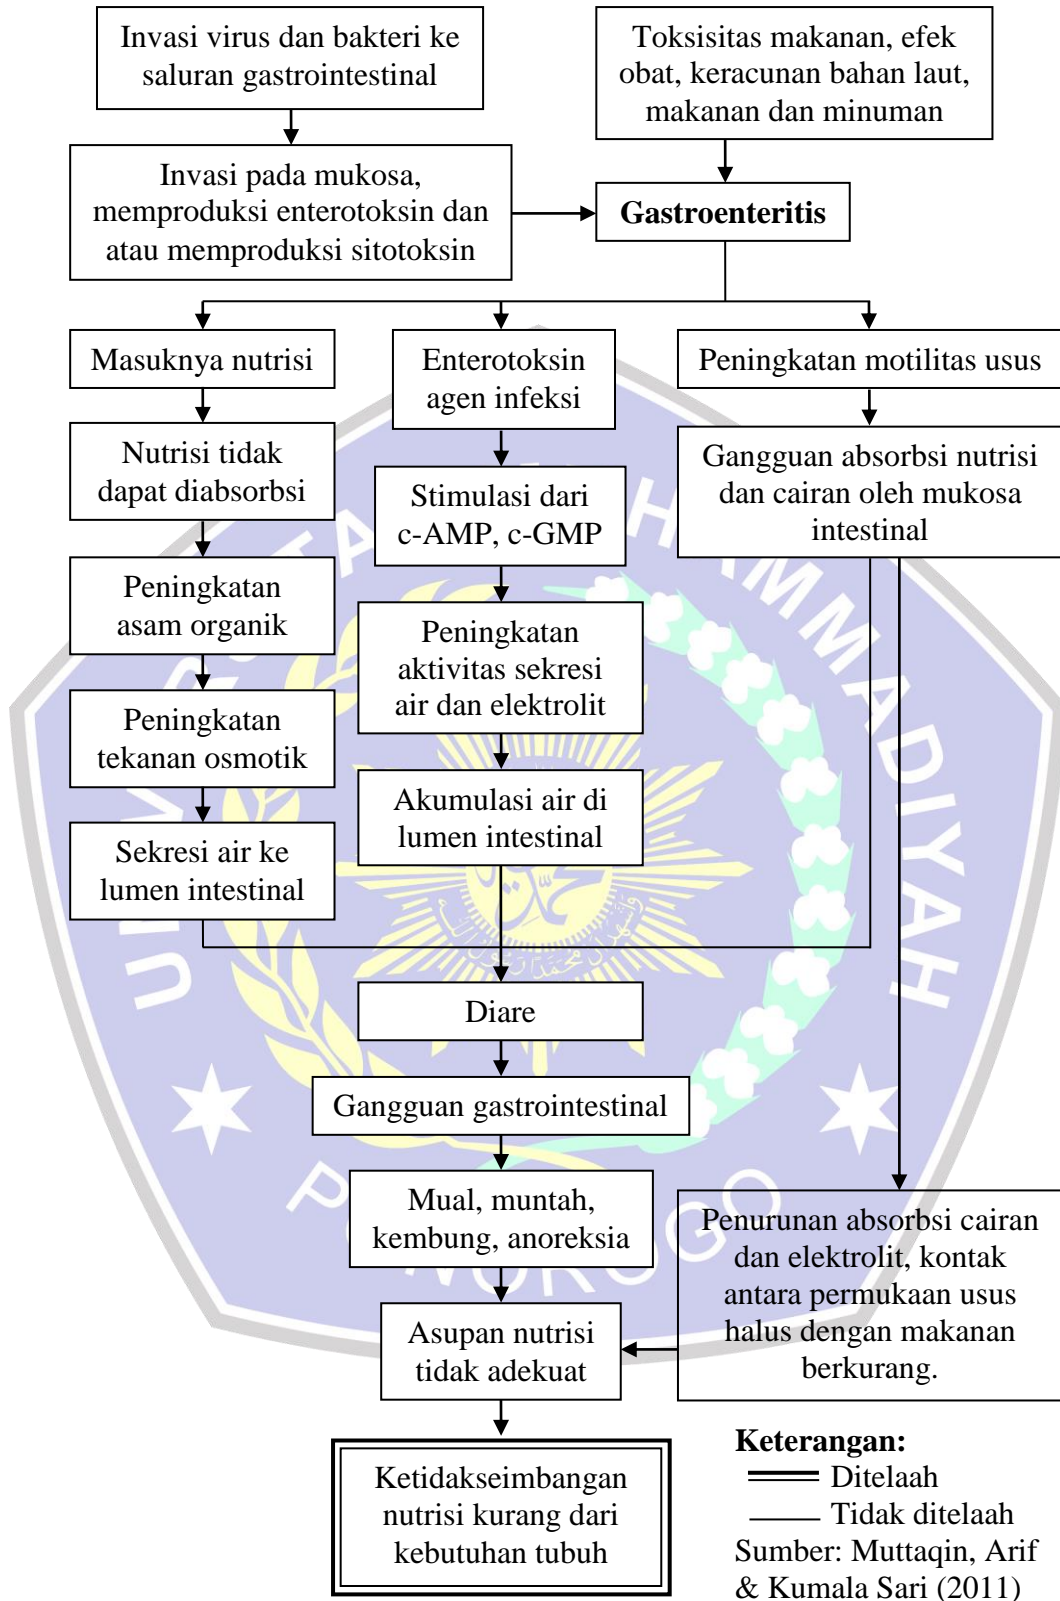 Invasi virus dan bakteri ke
saluran gastrointestinal
Toksisitas makanan, efek
obat, keracunan bahan laut,
makanan dan minuman
Invasi pada mukosa,
memproduksi enterotoksin dan
atau memproduksi sitotoksin
Gastroenteritis
Masuknya nutrisi
Enterotoksin
agen infeksi
Peningkatan motilitas usus
Nutrisi tidak
dapat diabsorbsi
Stimulasi dari
c-AMP, c-GMP
Gangguan absorbsi nutrisi
dan cairan oleh mukosa
intestinal
Peningkatan
asam organik
Peningkatan
aktivitas sekresi
air dan elektrolit
Peningkatan
tekanan osmotik
Akumulasi air di
lumen intestinal
Sekresi air ke
lumen intestinal
Diare
Gangguan gastrointestinal
Mual, muntah,
kembung, anoreksia
Penurunan absorbsi cairan
dan elektrolit, kontak
antara permukaan usus
halus dengan makanan
berkurang.
Asupan nutrisi
tidak adekuat
Ketidakseimbangan
nutrisi kurang dari
kebutuhan tubuh
Keterangan:
Ditelaah
Tidak ditelaah
Sumber: Muttaqin, Arif
& Kumala Sari (2011)